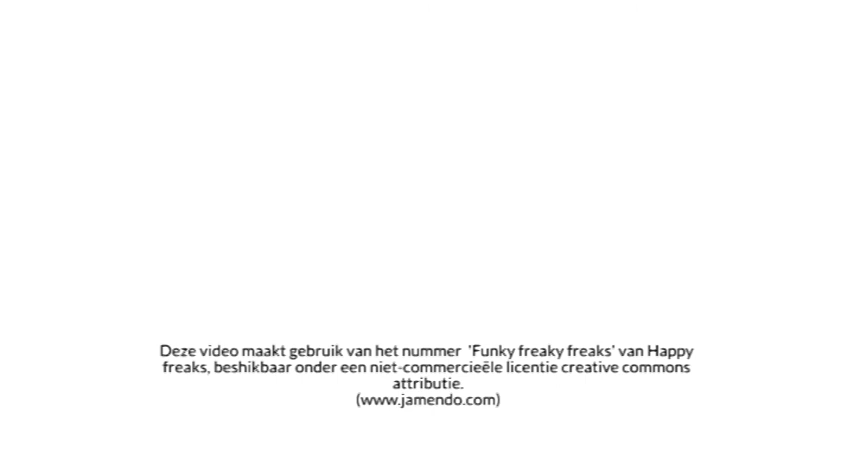 Deze video maakt gebruik van het nummer 'Funky freaky freaks' van Happy
freaks, beshikbaar onder een niet-commercieële licentie creative commons
attributie.
(www.jamendo.com)